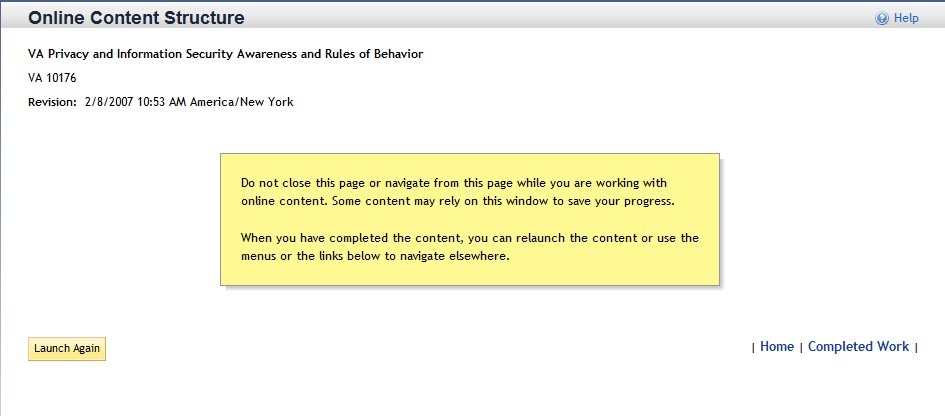 Online Content Structure
Help
VA Privacy and Information Security Awareness and Rules of Behavior
VA 10176
Revision: 2/8/2007 10:53 AM America/New York
Do not close this page or navigate from this page while you are working with
online content. Some content may rely on this window to save your progress.
When you have completed the content, you can relaunch the content or use the
menus or the links below to navigate elsewhere.
Launch Again
| Home | Completed Work |